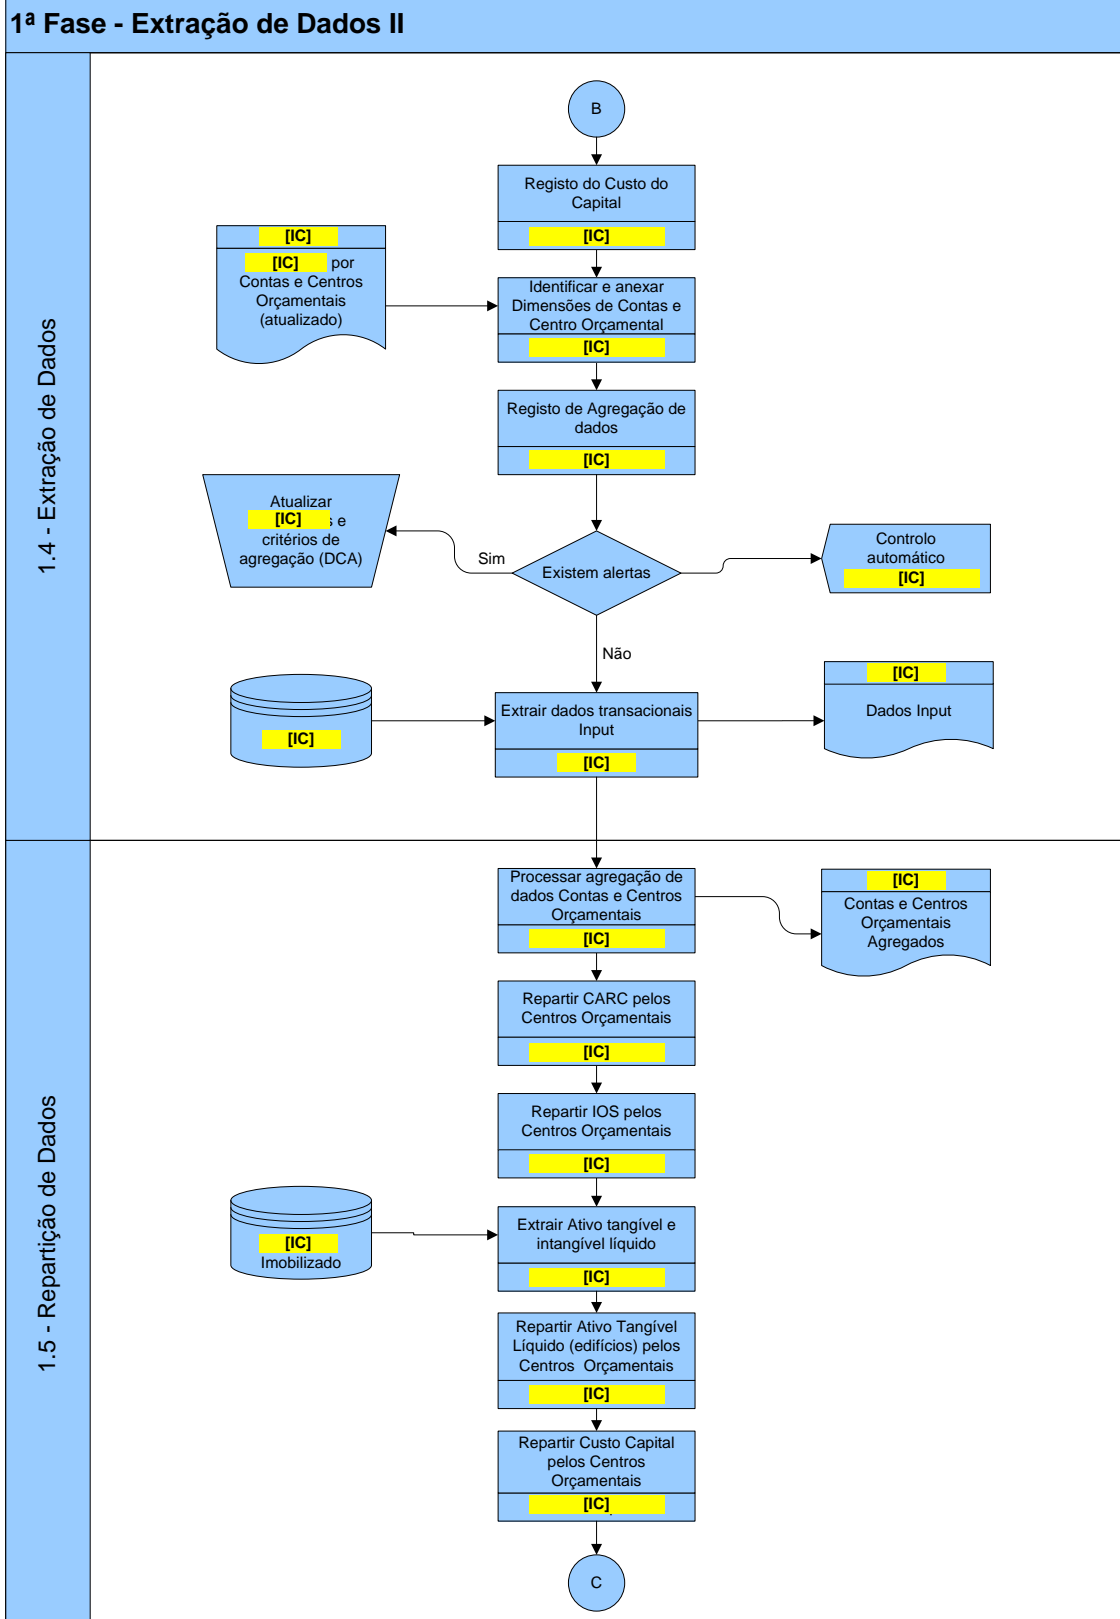 1ª Fase - Extração de Dados II
1.4 - Extração de Dados
B
Registo do Custo do
Capital
[IC]
[IC]
[IC] por
Contas e Centros
Orçamentais
(atualizado)
Identificar e anexar
Dimensões de Contas e
Centro Orçamental
[IC]
Registo de Agregação de
dados
[IC]
Atualizar
[IC] s e
critérios de
agregação (DCA)
Sim
Existem alertas
Controlo
automático
[IC]
Não
[IC]
Extrair dados transacionais
Input
[IC]
[IC]
Dados Input
1.5 - Repartição de Dados
Processar agregação de
dados Contas e Centros
Orçamentais
[IC]
[IC]
Contas e Centros
Orçamentais
Agregados
Repartir CARC pelos
Centros Orçamentais
[IC]
Repartir IOS pelos
Centros Orçamentais
[IC]
[IC]
Imobilizado
Extrair Ativo tangível e
intangível líquido
[IC]
Repartir Ativo Tangível
Líquido (edifícios) pelos
Centros Orçamentais
[IC]
Repartir Custo Capital
pelos Centros
Orçamentais
[IC]
C